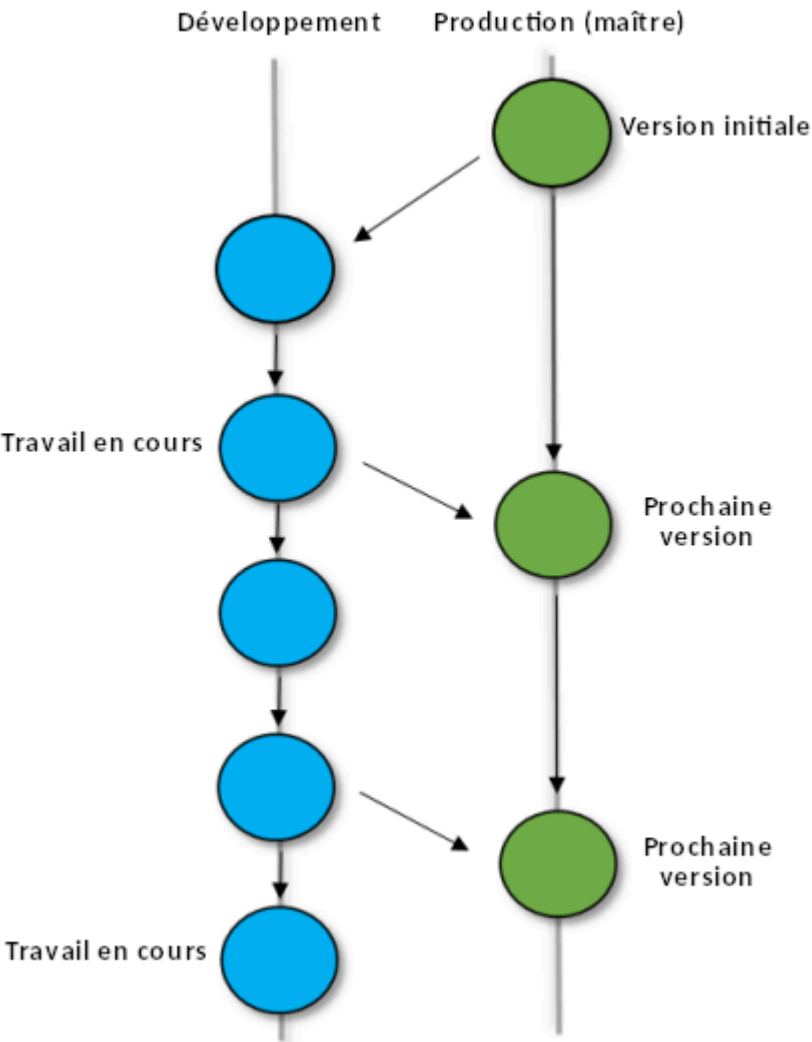 Développement
Production (maître)
Version initiale
Travail en cours
Prochaine
version
Prochaine
version
Travail en cours